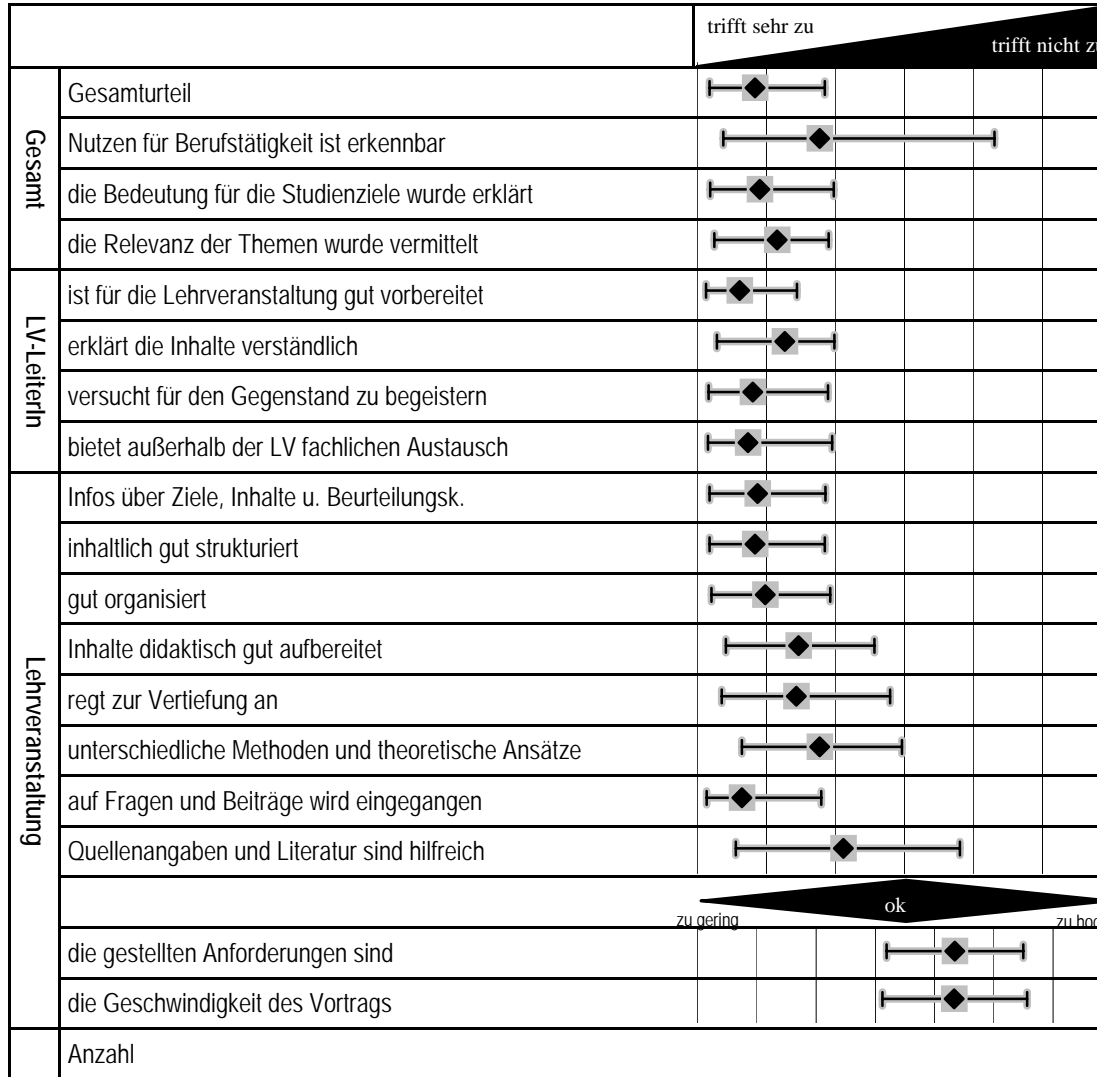 trifft sehr zu
trifft nicht zu
Gesamt
Gesamturteil
Nutzen für Berufstätigkeit ist erkennbar
die Bedeutung für die Studienziele wurde erklärt
die Relevanz der Themen wurde vermittelt
LV-LeiterIn
ist für die Lehrveranstaltung gut vorbereitet
erklärt die Inhalte verständlich
versucht für den Gegenstand zu begeistern
bietet außerhalb der LV fachlichen Austausch
Lehrveranstaltung
Infos über Ziele, Inhalte u. Beurteilungsk.
inhaltlich gut strukturiert
gut organisiert
Inhalte didaktisch gut aufbereitet
regt zur Vertiefung an
unterschiedliche Methoden und theoretische Ansätze
auf Fragen und Beiträge wird eingegangen
Quellenangaben und Literatur sind hilfreich
ok
zu gering
zu hoc
die gestellten Anforderungen sind
die Geschwindigkeit des Vortrags
Anzahl